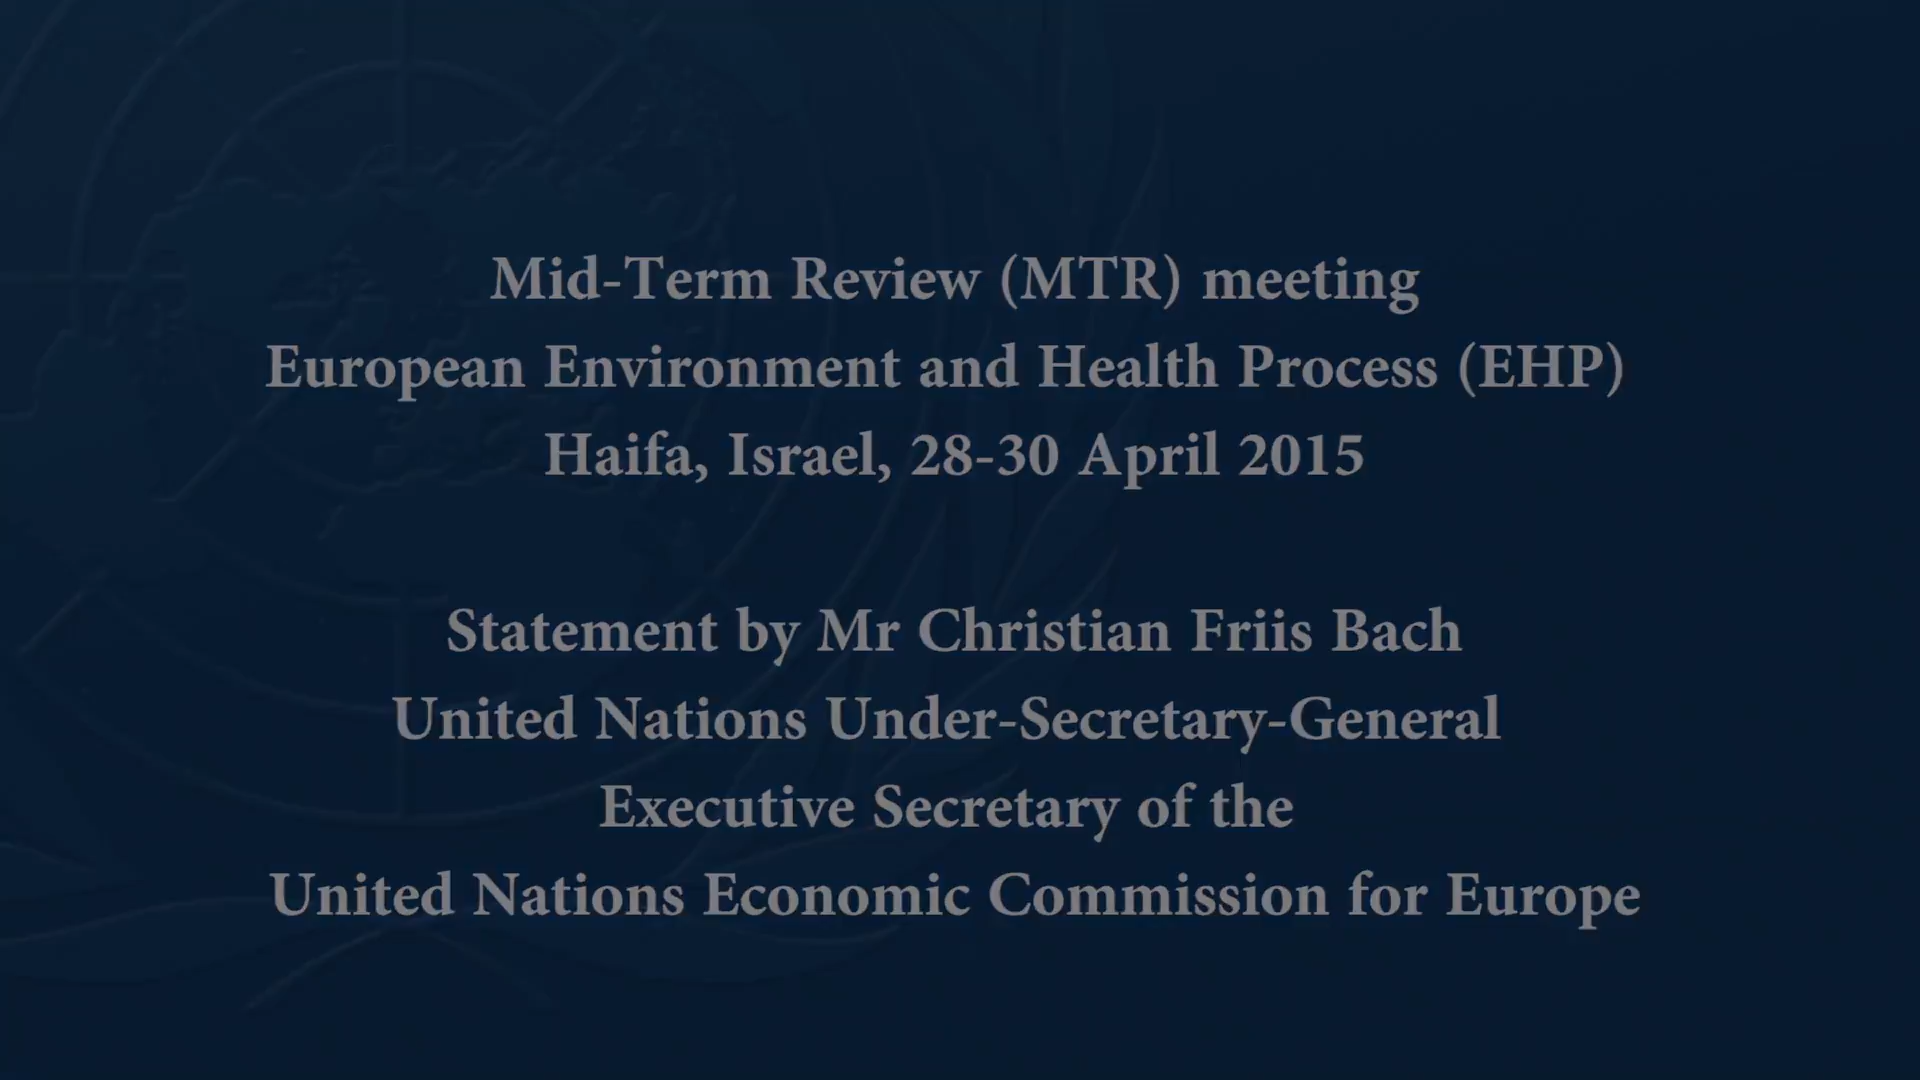 Mid-Term Review (MTR) meeting
European Environment and Health Process (EHP)
Haifa, Israel, 28-30 April 2015
Statement by Mr Christian Friis Bach
United Nations Under-Secretary-General
Executive Secretary of the
United Nations Economic Commission for Europe